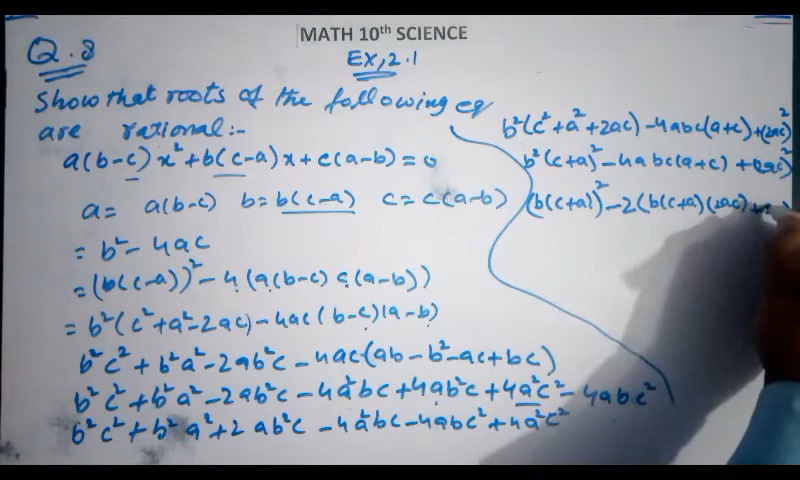 MATH 10th SCIENCE
Q.8
Ex, 2.1
Show that roots of the following eq
are rational:-
a(b-c)x²+b(c-a)x+c(a-b)=0
a= a(b-c) b= b(c-a) c= c(a-b)
= b²-4ac
=(b(c-a))²-4(a(b-c) c(a-b))
= b²(c²+a²-2ac)-4ac(b-c)(a-b)
b²c²+b²a²-2ab²c-4ac(ab-b²-ac+bc)
b²c²+b²a²-2ab²c-4a²bc+4ab²c+4a²c²-4abc²
b²c²+b²a²+2ab²c-4a²bc-4abc²+4a²c²
b²(c²+a²+2ac)-4abc(a+c)+(2ac)²
b²(c+a)²-4abc(a+c)+(2ac)²
(b(c+a))²-2(b(c+a)(2ac)+